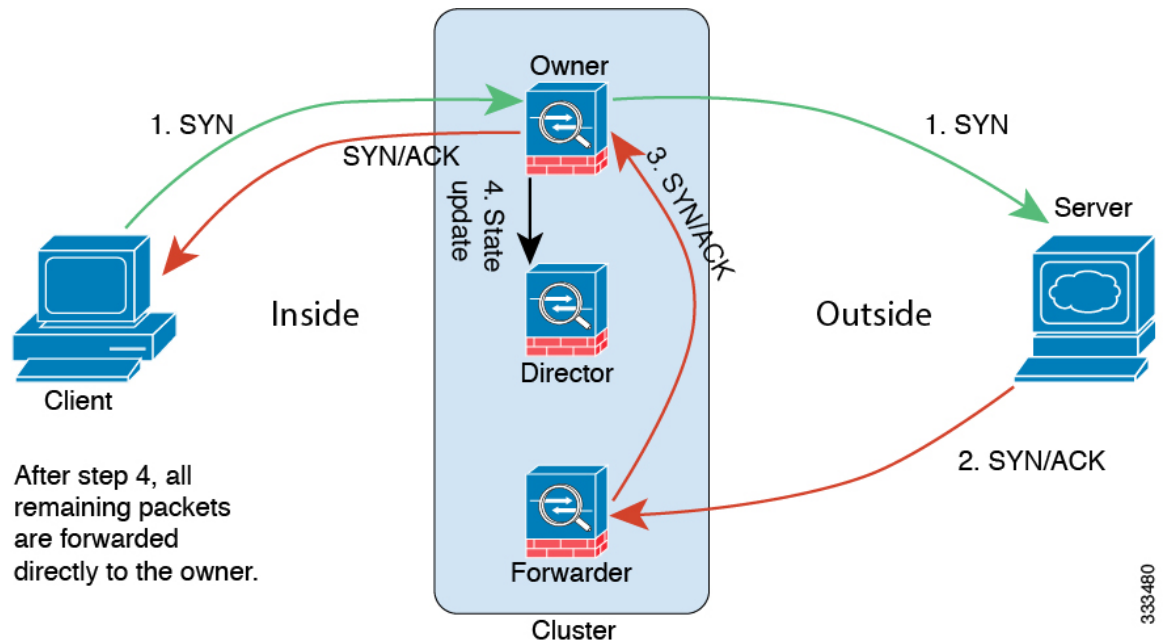 Owner
1. SYN
1. SYN
SYN/ACK
3. SYN/ACK
4. State
update
Server
Inside
Outside
Director
Client
2. SYN/ACK
After step 4, all
remaining packets
are forwarded
directly to the owner.
Forwarder
Cluster
333480